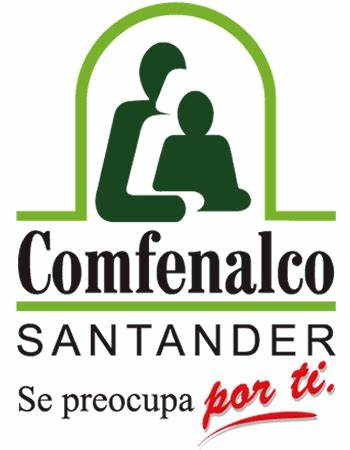 Comfenalco
SANTANDER
Se preocupa por ti.